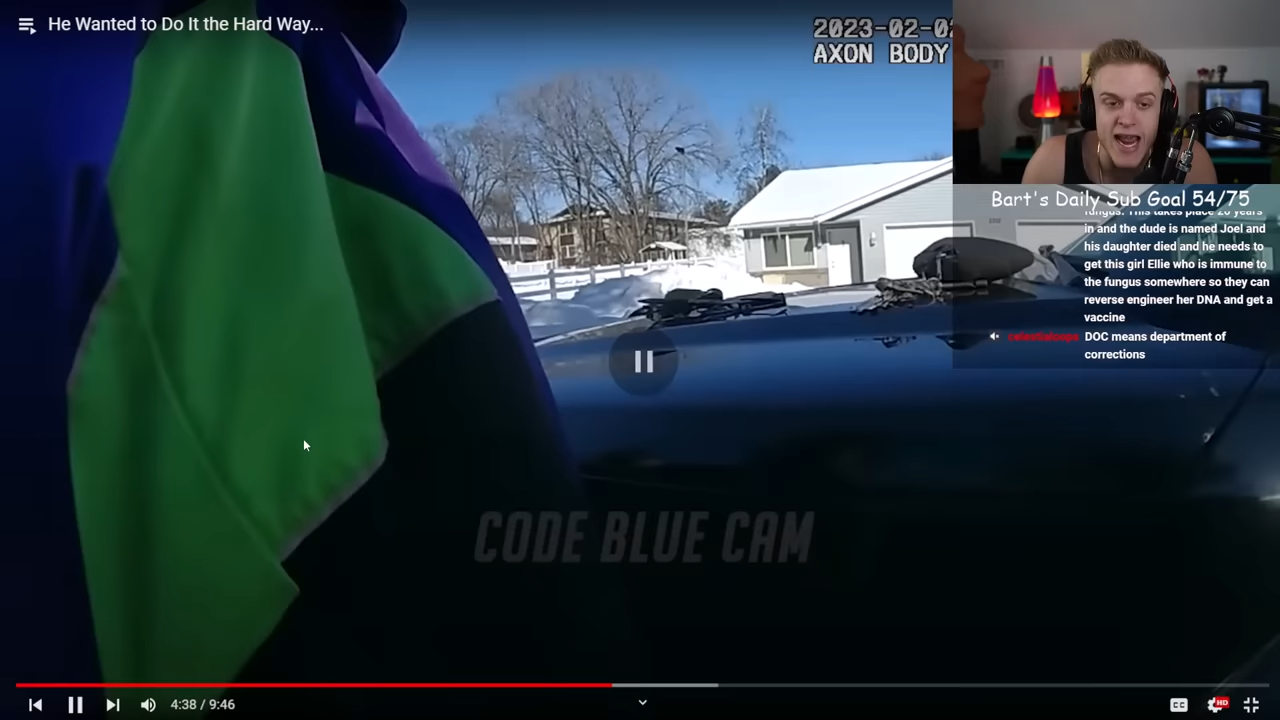 He Wanted to Do It the Hard Way...
2023-02-0
AXON BODY
Bart's Daily Sub Goal 54/75
fungus. This takes place 20 years
in and the dude is named Joel and
his daughter died and he needs to
get this girl Ellie who is immune to
the fungus somewhere so they can
reverse engineer her DNA and get a
vaccine
celestialoops DOC means department of
corrections
CODE BLUE CAM
4:38 / 9:46
CC
HD